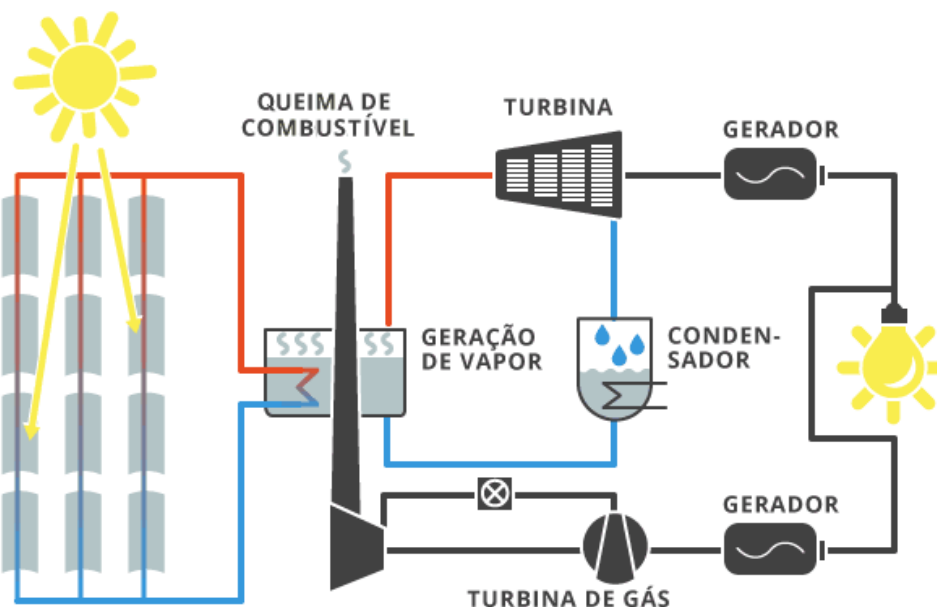 QUEIMA DE
COMBUSTÍVEL
TURBINA
GERADOR
GERAÇÃO
DE VAPOR
CONDEN-
SADOR
GERADOR
TURBINA DE GÁS